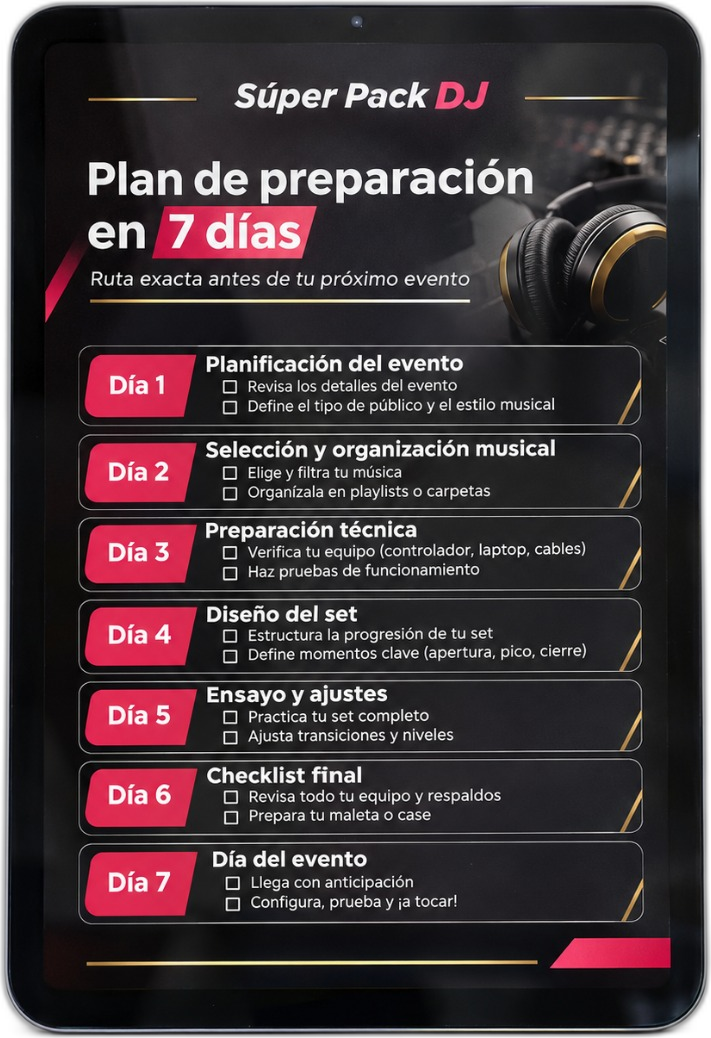 Súper Pack DJ
Plan de preparación
en 7 días
Ruta exacta antes de tu próximo evento
Día 1
Planificación del evento
Revisa los detalles del evento
Define el tipo de público y el estilo musical
Día 2
Selección y organización musical
Elige y filtra tu música
Organízala en playlists o carpetas
Día 3
Preparación técnica
Verifica tu equipo (controlador, laptop, cables)
Haz pruebas de funcionamiento
Día 4
Diseño del set
Estructura la progresión de tu set
Define momentos clave (apertura, pico, cierre)
Día 5
Ensayo y ajustes
Practica tu set completo
Ajusta transiciones y niveles
Día 6
Checklist final
Revisa todo tu equipo y respaldos
Prepara tu maleta o case
Día 7
Día del evento
Llega con anticipación
Configura, prueba y ¡a tocar!